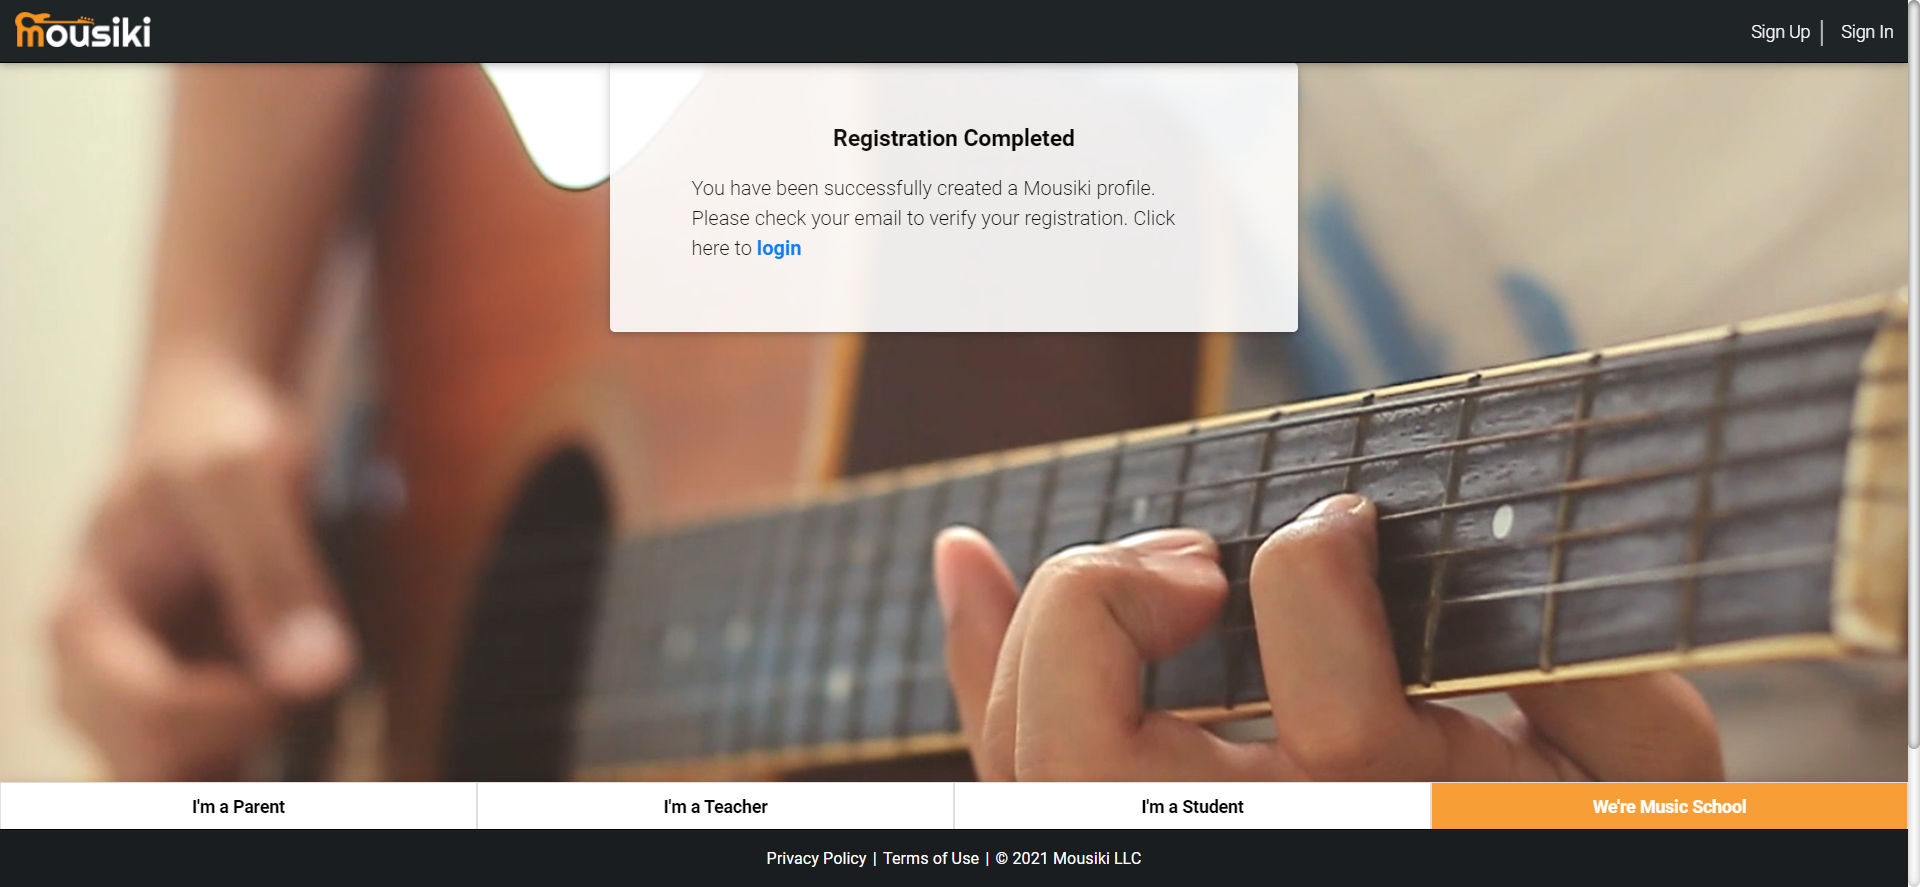 mousiki
Sign Up | Sign In
Registration Completed
You have been successfully created a Mousiki profile.
Please check your email to verify your registration. Click
here to login
I'm a Parent
I'm a Teacher
I'm a Student
We're Music School
Privacy Policy | Terms of Use | © 2021 Mousiki LLC